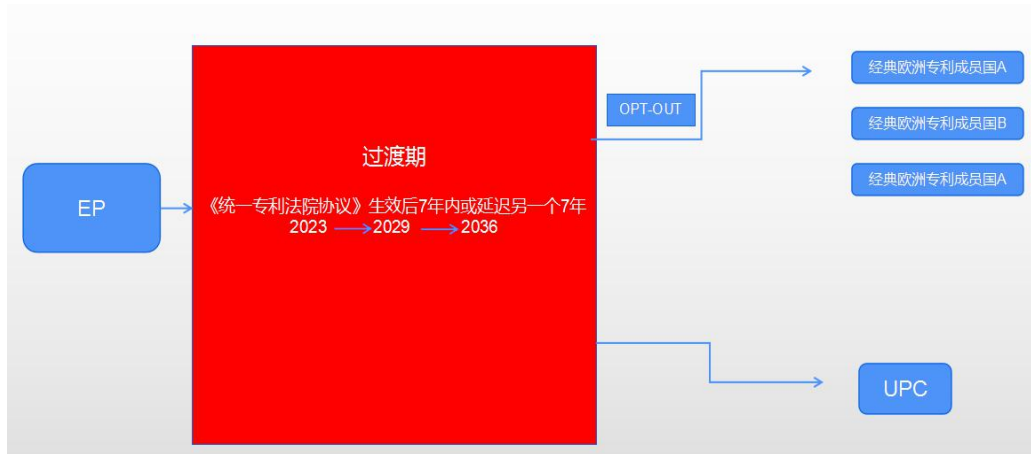 EP
过渡期
《统一专利法院协议》生效后7年内或延迟另一个7年
2023 2029 2036
OPT-OUT
经典欧洲专利成员国A
经典欧洲专利成员国B
经典欧洲专利成员国A
UPC